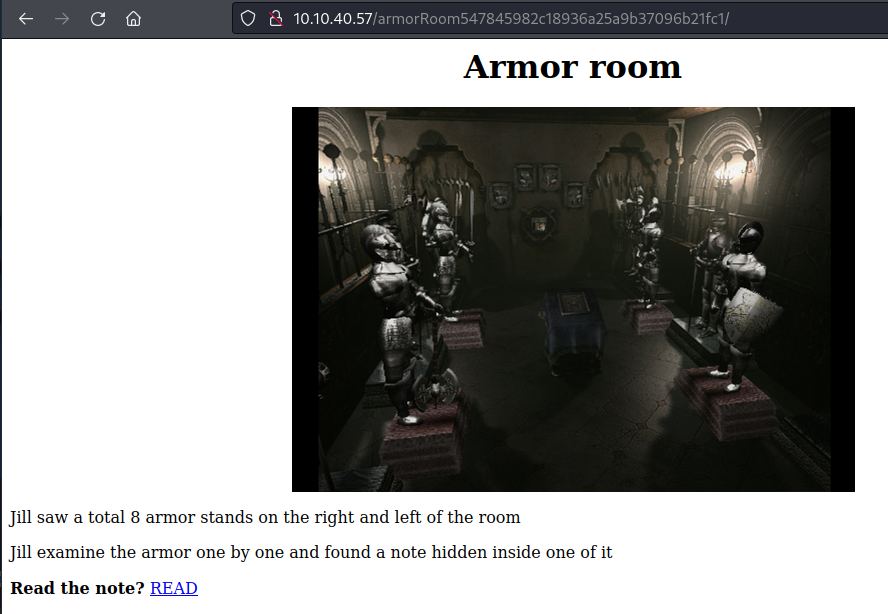 10.10.40.57/armorRoom547845982c18936a25a9b37096b21fc1/
Armor room
Jill saw a total 8 armor stands on the right and left of the room
Jill examine the armor one by one and found a note hidden inside one of it
Read the note? READ